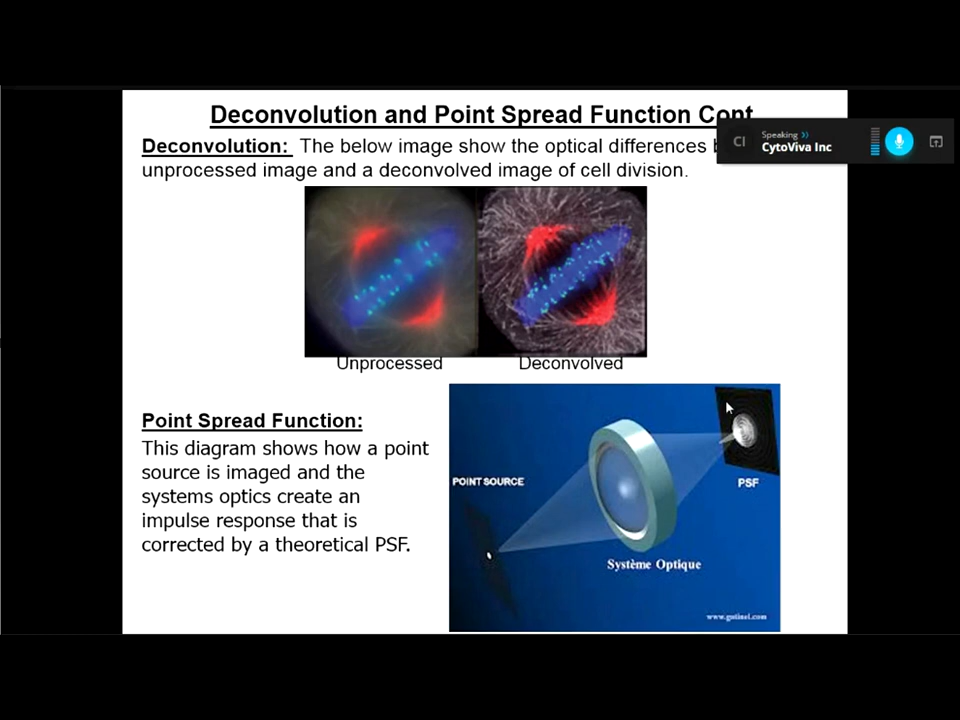 Deconvolution and Point Spread Function Cont
CI
Speaking
CytoViva Inc
Deconvolution: The below image show the optical differences
unprocessed image and a deconvolved image of cell division.
Unprocessed
Deconvolved
Point Spread Function:
This diagram shows how a point
source is imaged and the
systems optics create an
impulse response that is
corrected by a theoretical PSF.
POINT SOURCE
PSF
Système Optique